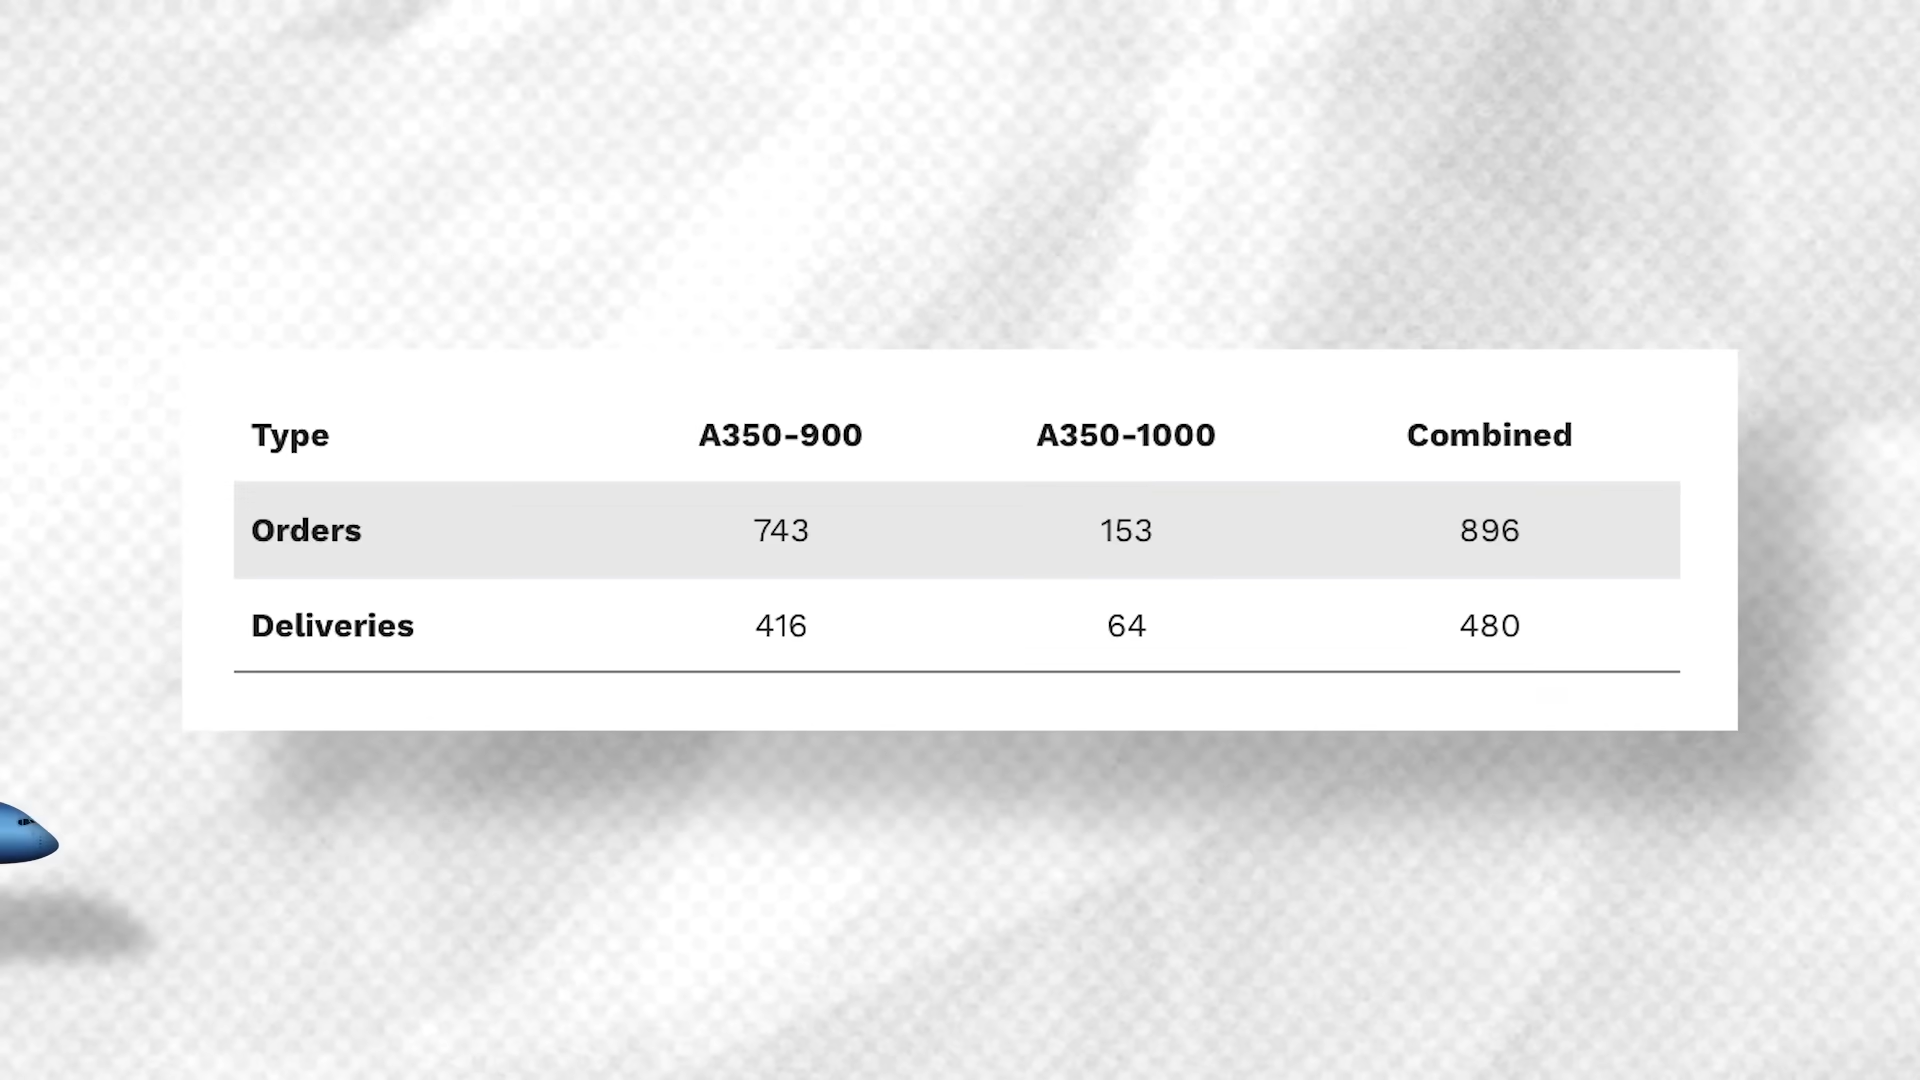 Type A350-900 A350-1000 Combined
Orders 743 153 896
Deliveries 416 64 480